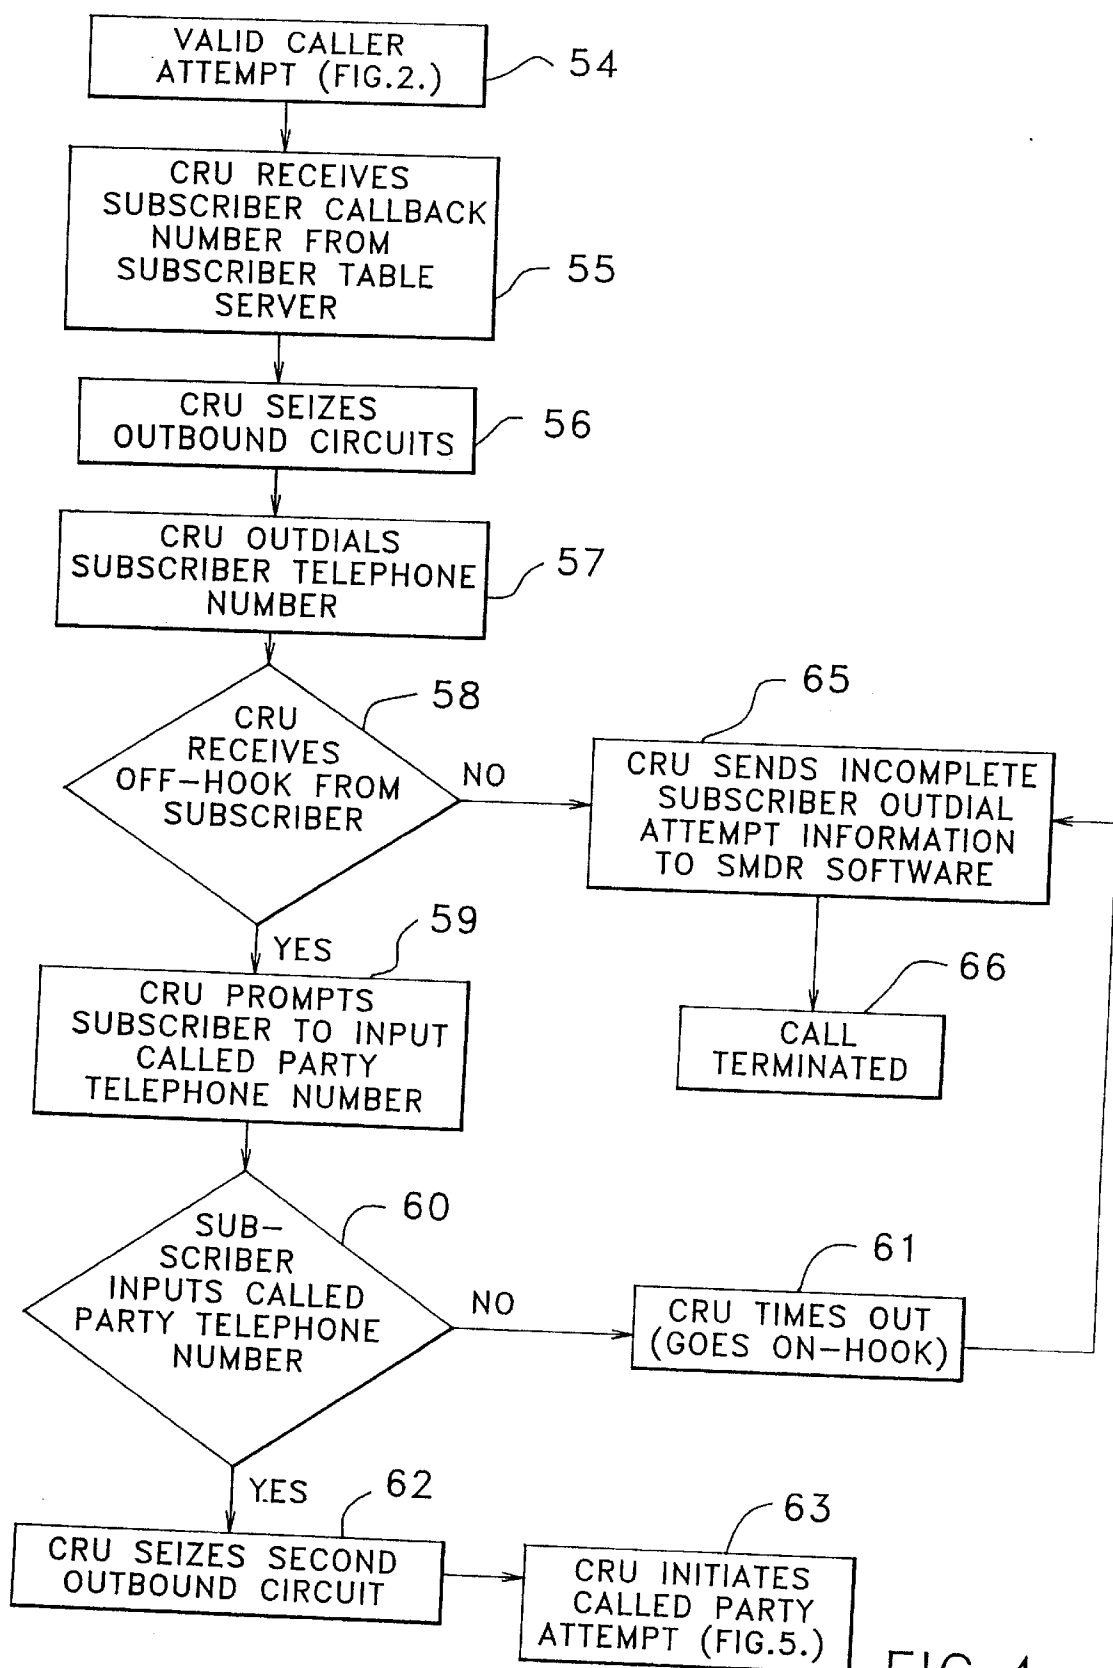 VALID CALLER
ATTEMPT (FIG.2.)
54
CRU RECEIVES
SUBSCRIBER CALLBACK
NUMBER FROM
SUBSCRIBER TABLE
SERVER
55
CRU SEIZES
OUTBOUND CIRCUITS
56
CRU OUTDIALS
SUBSCRIBER TELEPHONE
NUMBER
57
CRU
RECEIVES
OFF-HOOK FROM
SUBSCRIBER
58
NO
65
CRU SENDS INCOMPLETE
SUBSCRIBER OUTDIAL
ATTEMPT INFORMATION
TO SMDR SOFTWARE
66
CALL
TERMINATED
YES
59
CRU PROMPTS
SUBSCRIBER TO INPUT
CALLED PARTY
TELEPHONE NUMBER
60
SUB-
SCRIBER
INPUTS CALLED
PARTY TELEPHONE
NUMBER
NO
61
CRU TIMES OUT
(GOES ON-HOOK)
YES
62
CRU SEIZES SECOND
OUTBOUND CIRCUIT
63
CRU INITIATES
CALLED PARTY
ATTEMPT (FIG.5.)